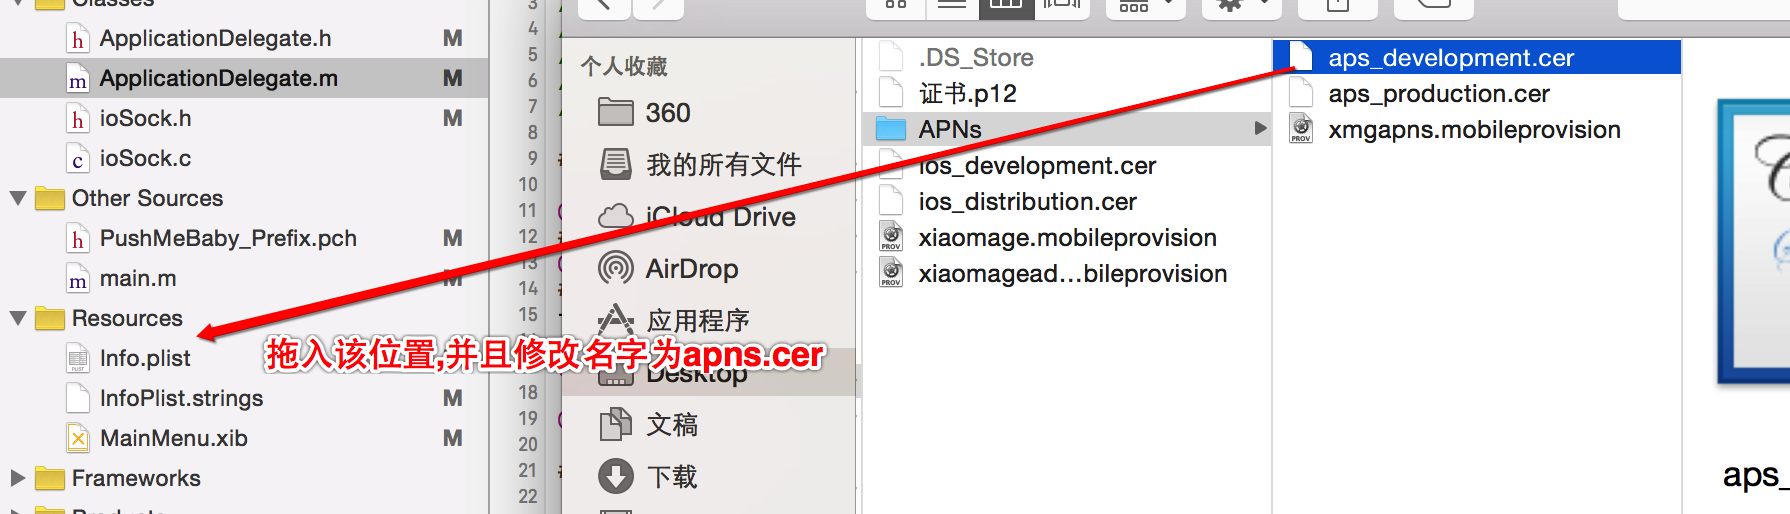 Classes
ApplicationDelegate.h M
ApplicationDelegate.m M
ioSock.h M
ioSock.c
Other Sources
PushMeBaby_Prefix.pch M
main.m M
Resources
Info.plist
InfoPlist.strings M
MainMenu.xib M
Frameworks
Products
3
4
5
6
7
9
10
11
12
13
14
15
18
19
20
21
22
个人收藏
360
我的所有文件
iCloud Drive
AirDrop
应用程序
Desktop
文稿
下载
.DS_Store
证书.p12
APNs
ios_development.cer
ios_distribution.cer
xiaomage.mobileprovision
xiaomagead...bileprovision
aps_development.cer
aps_production.cer
xmgapns.mobileprovision
PROV
PROV
PROV
PLIST
拖入该位置,并且修改名字为apns.cer
aps_